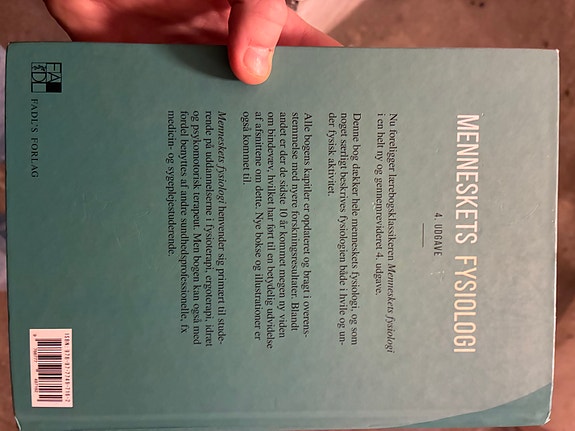 MENNESKETS FYSIOLOGI
4. UDGAVE
Nu foreligger lærebogsklassikeren Menneskets fysiologi
i en helt ny og gennemrevideret 4. udgave.
Denne bog dækker hele menneskets fysiologi, og som
noget særligt beskrives fysiologien både i hvile og un-
der fysisk aktivitet.
Alle bogens kapitler er opdateret og bragt i overens-
stemmelse med nyere forskningsresultater. Blandt
andet er der de sidste 10 år kommet megen ny viden
om bindevæv, hvilket har ført til en betydelig udvidelse
af afsnittene om dette. Nye bokse og illustrationer er
også kommet til.
Menneskets fysiologi henvender sig primært til stude-
rende på uddannelserne i fysioterapi, ergoterapi, idræt
og psykomotorisk terapeut. Men bogen kan også med
fordel benyttes af andre sundhedsprofessionelle, fx
medicin- og sygeplejestuderende.
FADL
FADL'S FORLAG